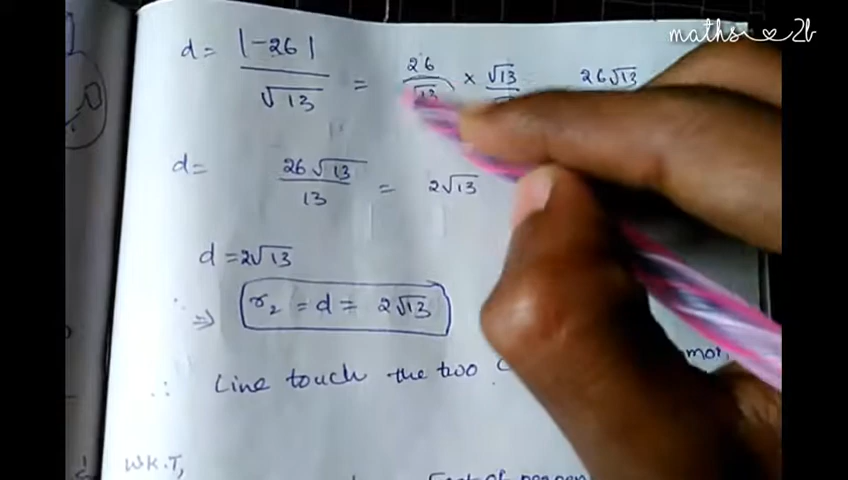 maths 2b
d = |-26| / √13 = 26 / √13 × √13 26√13
d = 26√13 / 13 = 2√13
d = 2√13
∴ ⇒ r₂ = d = 2√13
∴ Line touch the two
W.K.T,